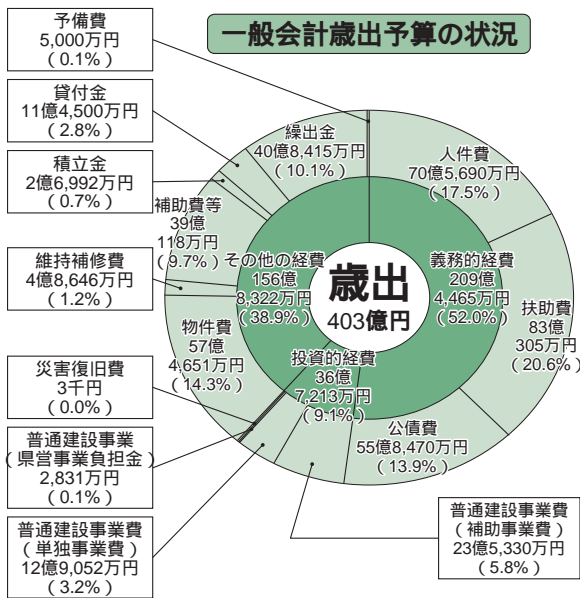 一般会計歳出予算の状況
予備費
5,000万円
(0.1%)
貸付金
11億4,500万円
(2.8%)
積立金
2億6,992万円
(0.7%)
維持補修費
4億8,646万円
(1.2%)
災害復旧費
3千円
(0.0%)
普通建設事業
(県営事業負担金)
2,831万円
(0.1%)
普通建設事業費
(単独事業費)
12億9,052万円
(3.2%)
普通建設事業費
(補助事業費)
23億5,330万円
(5.8%)
繰出金
40億8,415万円
(10.1%)
人件費
70億5,690万円
(17.5%)
補助費等
39億
118万円
(9.7%)
その他の経費
156億
8,322万円
(38.9%)
歳出
403億円
義務的経費
209億
4,465万円
(52.0%)
扶助費
83億
305万円
(20.6%)
物件費
57億
4,651万円
(14.3%)
投資的経費
36億
7,213万円
(9.1%)
公債費
55億8,470万円
(13.9%)